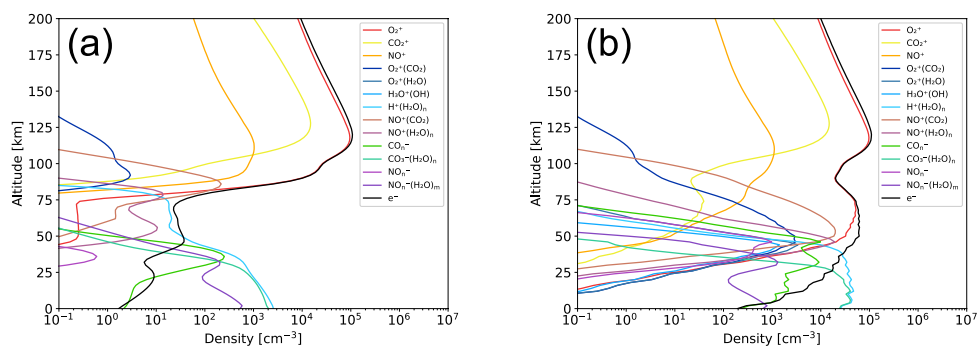 (a)
200
175
150
125
100
75
50
25
0
Altitude [km]
10⁻¹ 10⁰ 10¹ 10² 10³ 10⁴ 10⁵ 10⁶ 10⁷
Density [cm⁻³]
O₂⁺
CO₂⁺
NO⁺
O₂⁺(CO₂)
O₂⁺(H₂O)
H₃O⁺(OH)
H⁺(H₂O)ₙ
NO⁺(CO₂)
NO⁺(H₂O)ₙ
COₙ⁻
CO₃⁻(H₂O)ₙ
NOₙ⁻
NOₙ⁻(H₂O)ₘ
e⁻
(b)
200
175
150
125
100
75
50
25
0
Altitude [km]
10⁻¹ 10⁰ 10¹ 10² 10³ 10⁴ 10⁵ 10⁶ 10⁷
Density [cm⁻³]
O₂⁺
CO₂⁺
NO⁺
O₂⁺(CO₂)
O₂⁺(H₂O)
H₃O⁺(OH)
H⁺(H₂O)ₙ
NO⁺(CO₂)
NO⁺(H₂O)ₙ
COₙ⁻
CO₃⁻(H₂O)ₙ
NOₙ⁻
NOₙ⁻(H₂O)ₘ
e⁻